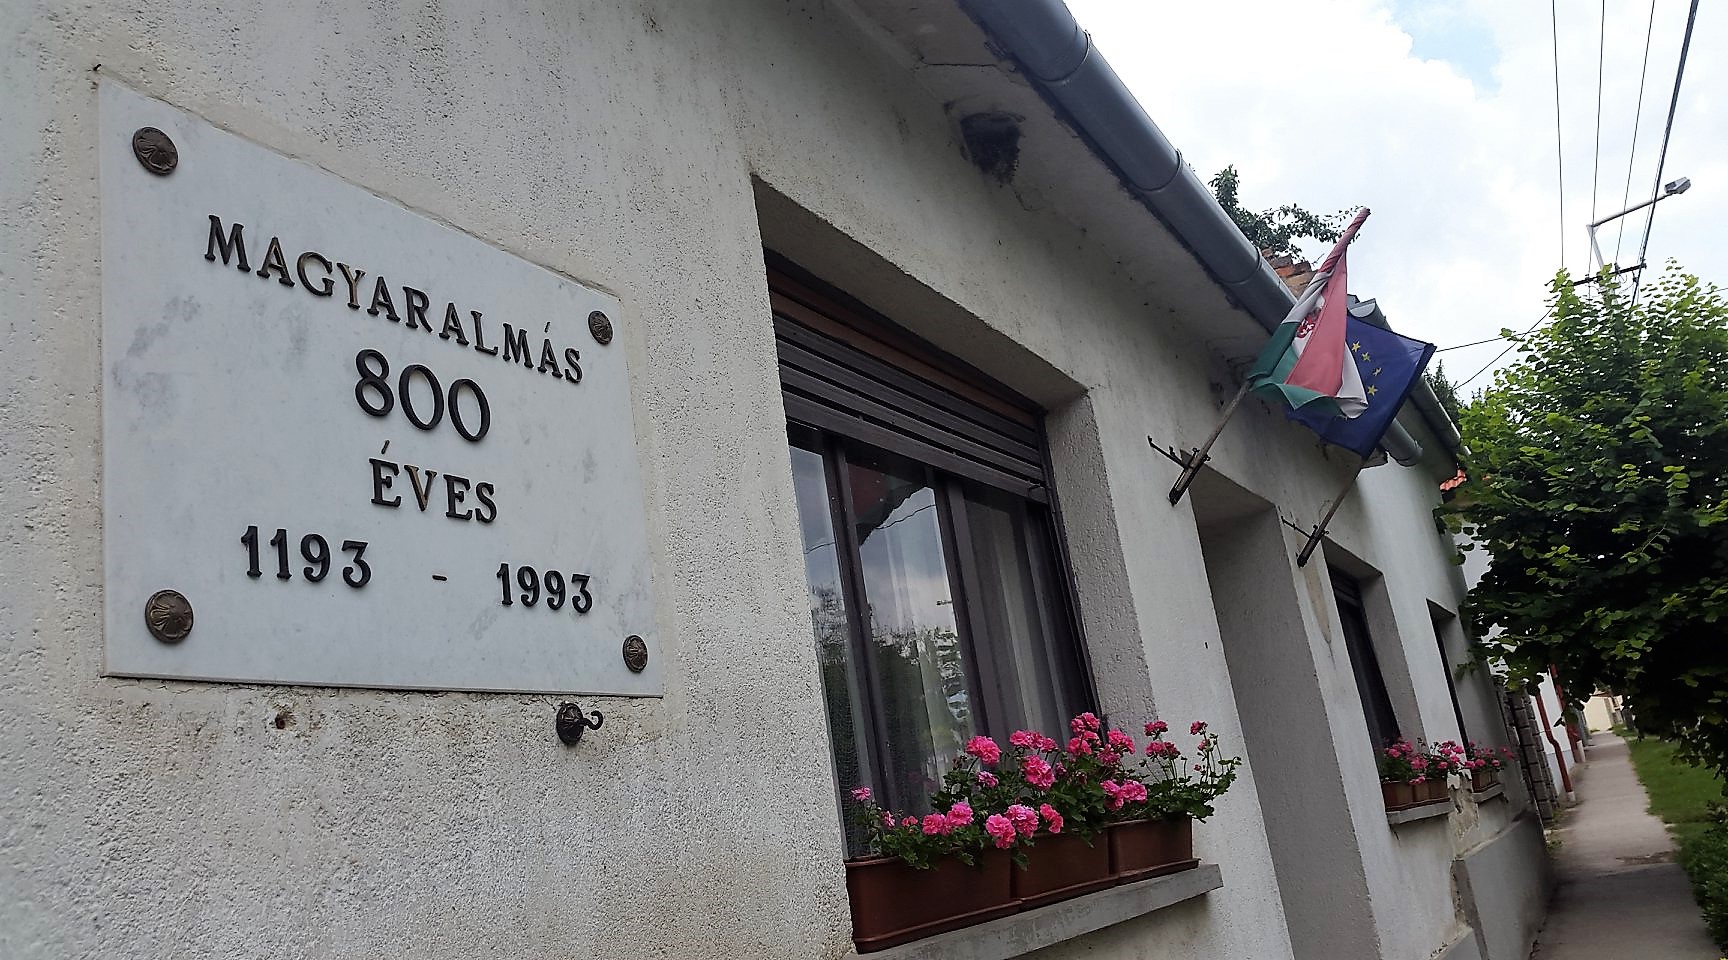 MAGYARALMÁS
800
ÉVES
1193 - 1993